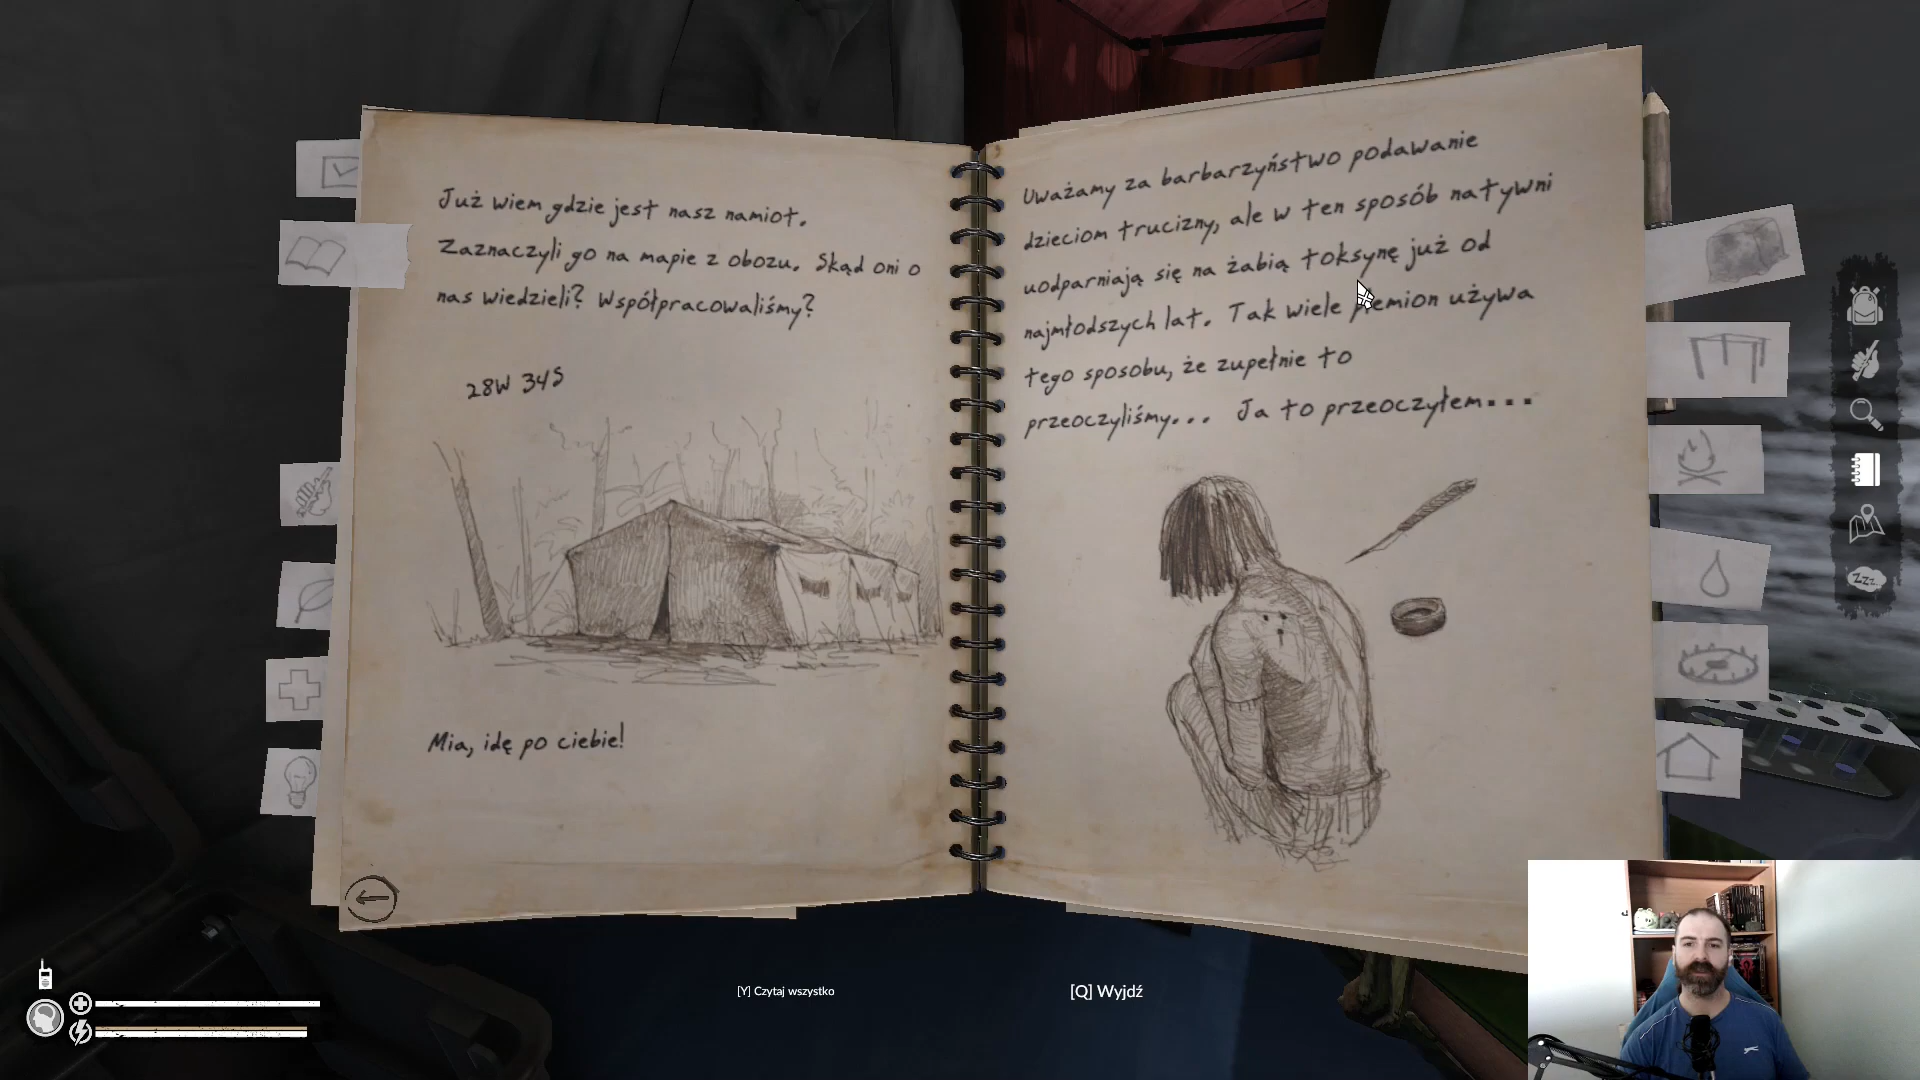 Już wiem gdzie jest nasz namiot.
Zaznaczyli go na mapie z obozu. Skąd oni o
nas wiedzieli? Współpracowaliśmy?
28W 34S
Mia, idę po ciebie!
Uważamy za barbarzyństwo podawanie
dzieciom trucizny, ale w ten sposób natywni
uodparniają się na żabią toksynę już od
najmłodszych lat. Tak wiele plemion używa
tego sposobu, że zupełnie to
przeoczyliśmy... Ja to przeoczyłem...
[Y] Czytaj wszystko
[Q] Wyjdź